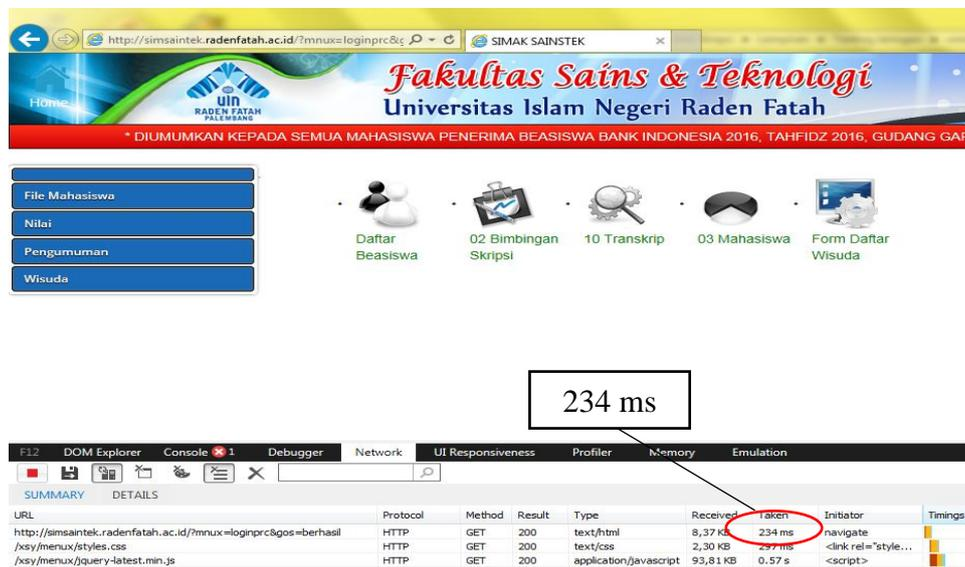 http://simsaintek.radenfatah.ac.id/?mnux=loginprc&g
SIMAK SAINSTEK
Home
uin
RADEN FATAH
PALEMBANG
Fakultas Sains & Teknologi
Universitas Islam Negeri Raden Fatah
* DIUMUMKAN KEPADA SEMUA MAHASISWA PENERIMA BEASISWA BANK INDONESIA 2016, TAHFIDZ 2016, GUDANG GAR
File Mahasiswa
Nilai
Pengumuman
Wisuda
Daftar Beasiswa
02 Bimbingan Skripsi
10 Transkrip
03 Mahasiswa
Form Daftar Wisuda
234 ms
F12 DOM Explorer Console 1 Debugger Network UI Responsiveness Profiler Memory Emulation
SUMMARY DETAILS
URL Protocol Method Result Type Received Taken Initiator Timings
http://simsaintek.radenfatah.ac.id/?mnux=loginprc&gos=berhasil HTTP GET 200 text/html 8,37 KB 234 ms navigate
/xsy/menux/styles.css HTTP GET 200 text/css 2,30 KB 297 ms <link rel="style...
/xsy/menux/jquery-latest.min.js HTTP GET 200 application/javascript 93,81 KB 0.57 s <script>